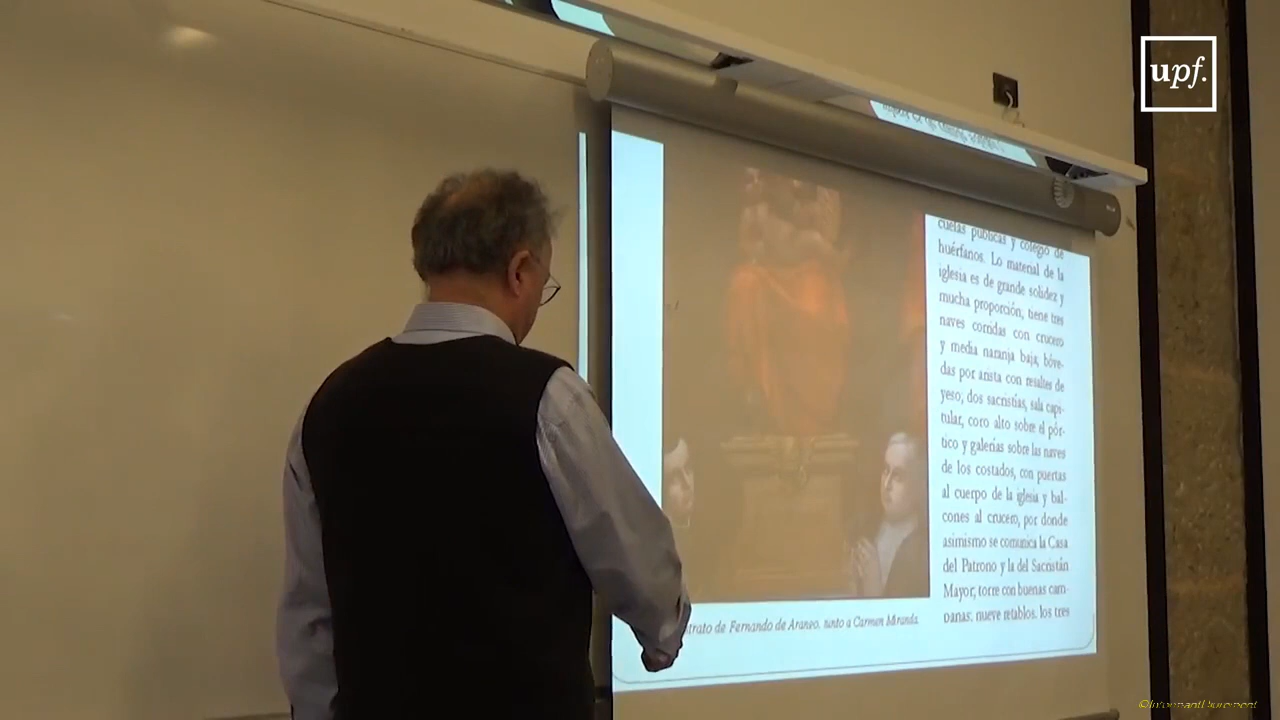 upf.
cuelas públicas y colegio de
huérfanos. Lo material de la
iglesia es de grande solidez y
mucha proporción; tiene tres
naves corridas con crucero
y media naranja baja; bóve-
das por arista con resaltes de
yeso; dos sacristías, sala capi-
tular, coro alto sobre el pór-
tico y galerías sobre las naves
de los costados, con puertas
al cuerpo de la iglesia y bal-
cones al crucero, por donde
asimismo se comunica la Casa
del Patrono y la del Sacristán
Mayor; torre con buenas cam-
panas, nueve retablos, los tres
trato de Fernando de Araneo, junto a Carmen Miranda.